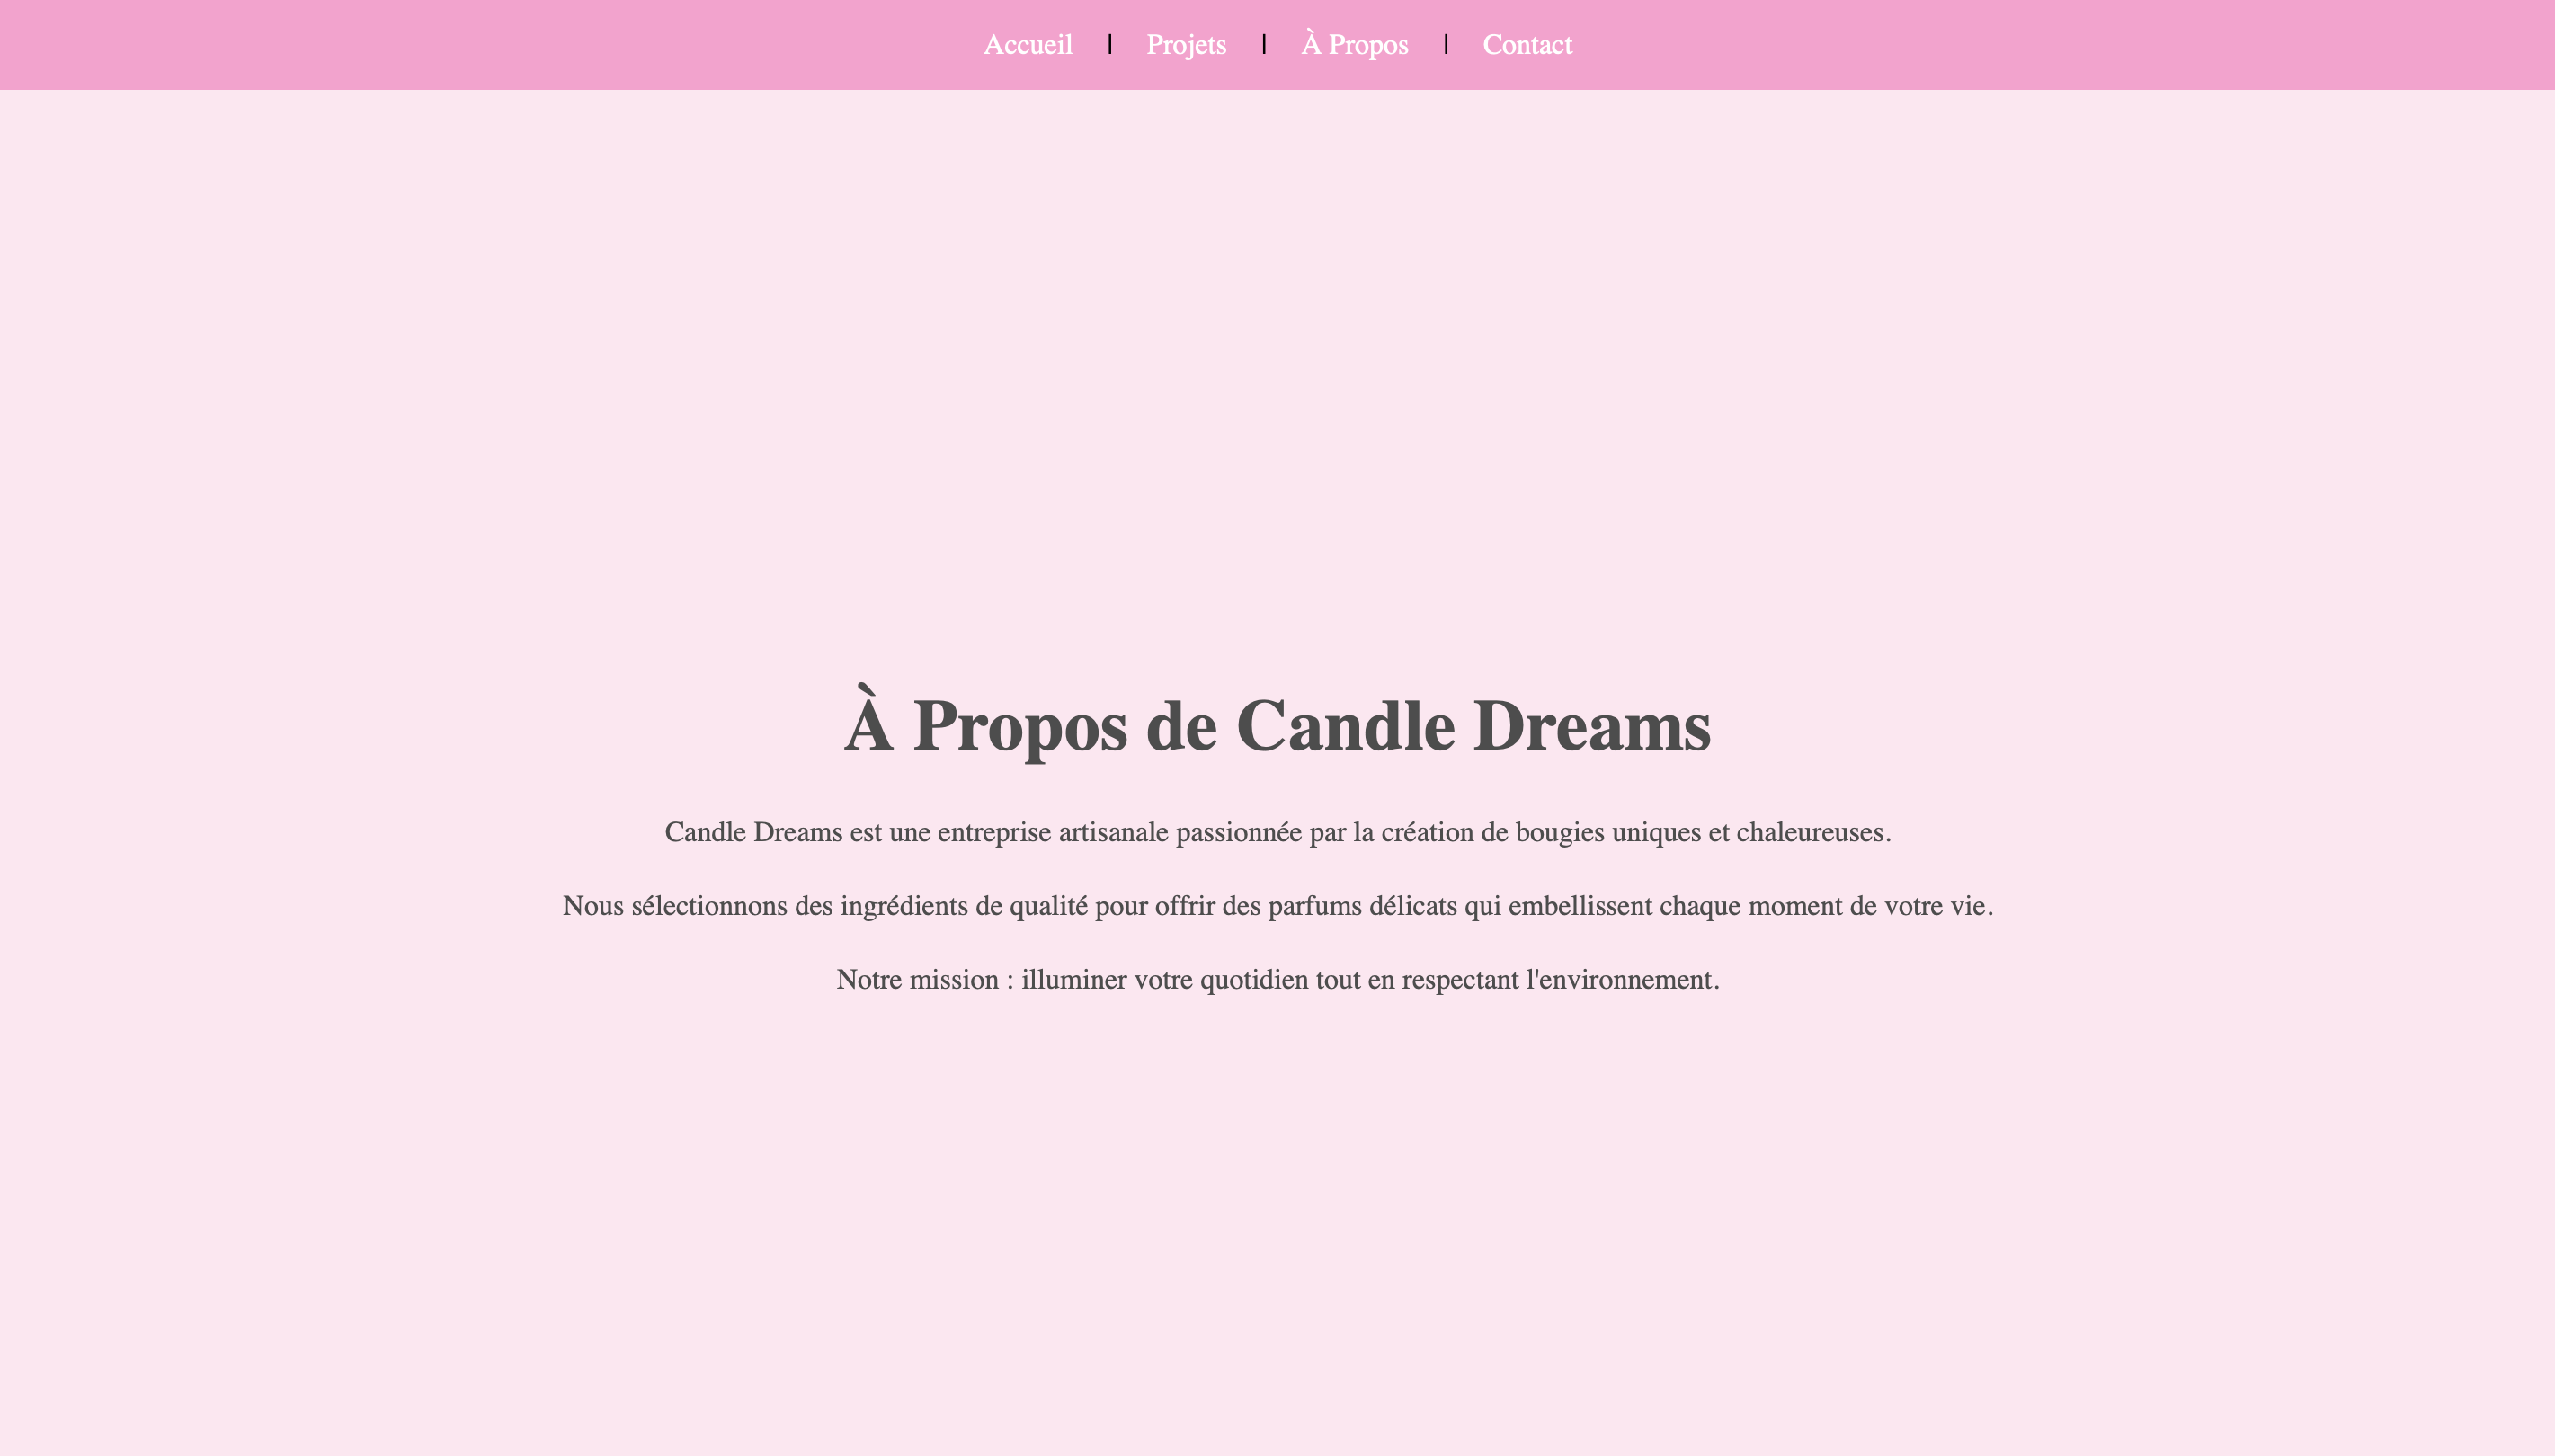 Accueil | Projets | À Propos | Contact
À Propos de Candle Dreams
Candle Dreams est une entreprise artisanale passionnée par la création de bougies uniques et chaleureuses.
Nous sélectionnons des ingrédients de qualité pour offrir des parfums délicats qui embellissent chaque moment de votre vie.
Notre mission : illuminer votre quotidien tout en respectant l'environnement.